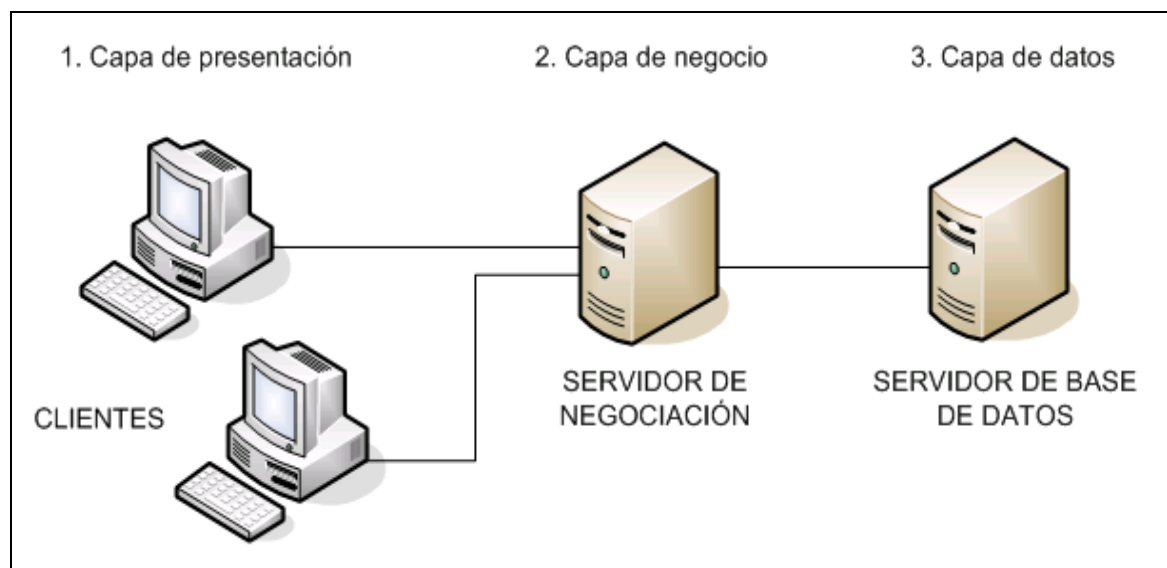 1. Capa de presentación
2. Capa de negocio
3. Capa de datos
CLIENTES
SERVIDOR DE
NEGOCIACIÓN
SERVIDOR DE BASE
DE DATOS